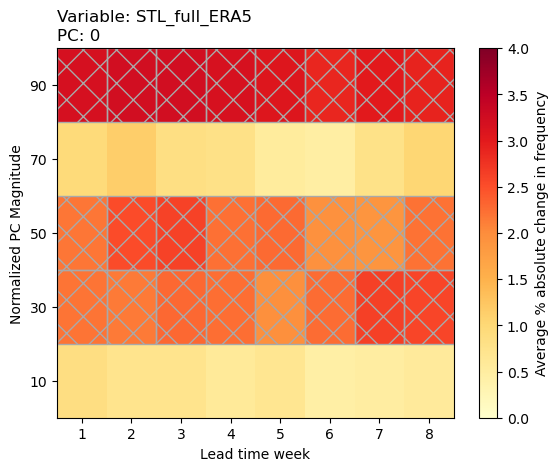 Variable: STL_full_ERA5
PC: 0
Normalized PC Magnitude
90
70
50
30
10
1 2 3 4 5 6 7 8
Lead time week
4.0
3.5
3.0
2.5
2.0
1.5
1.0
0.5
0.0
Average % absolute change in frequency